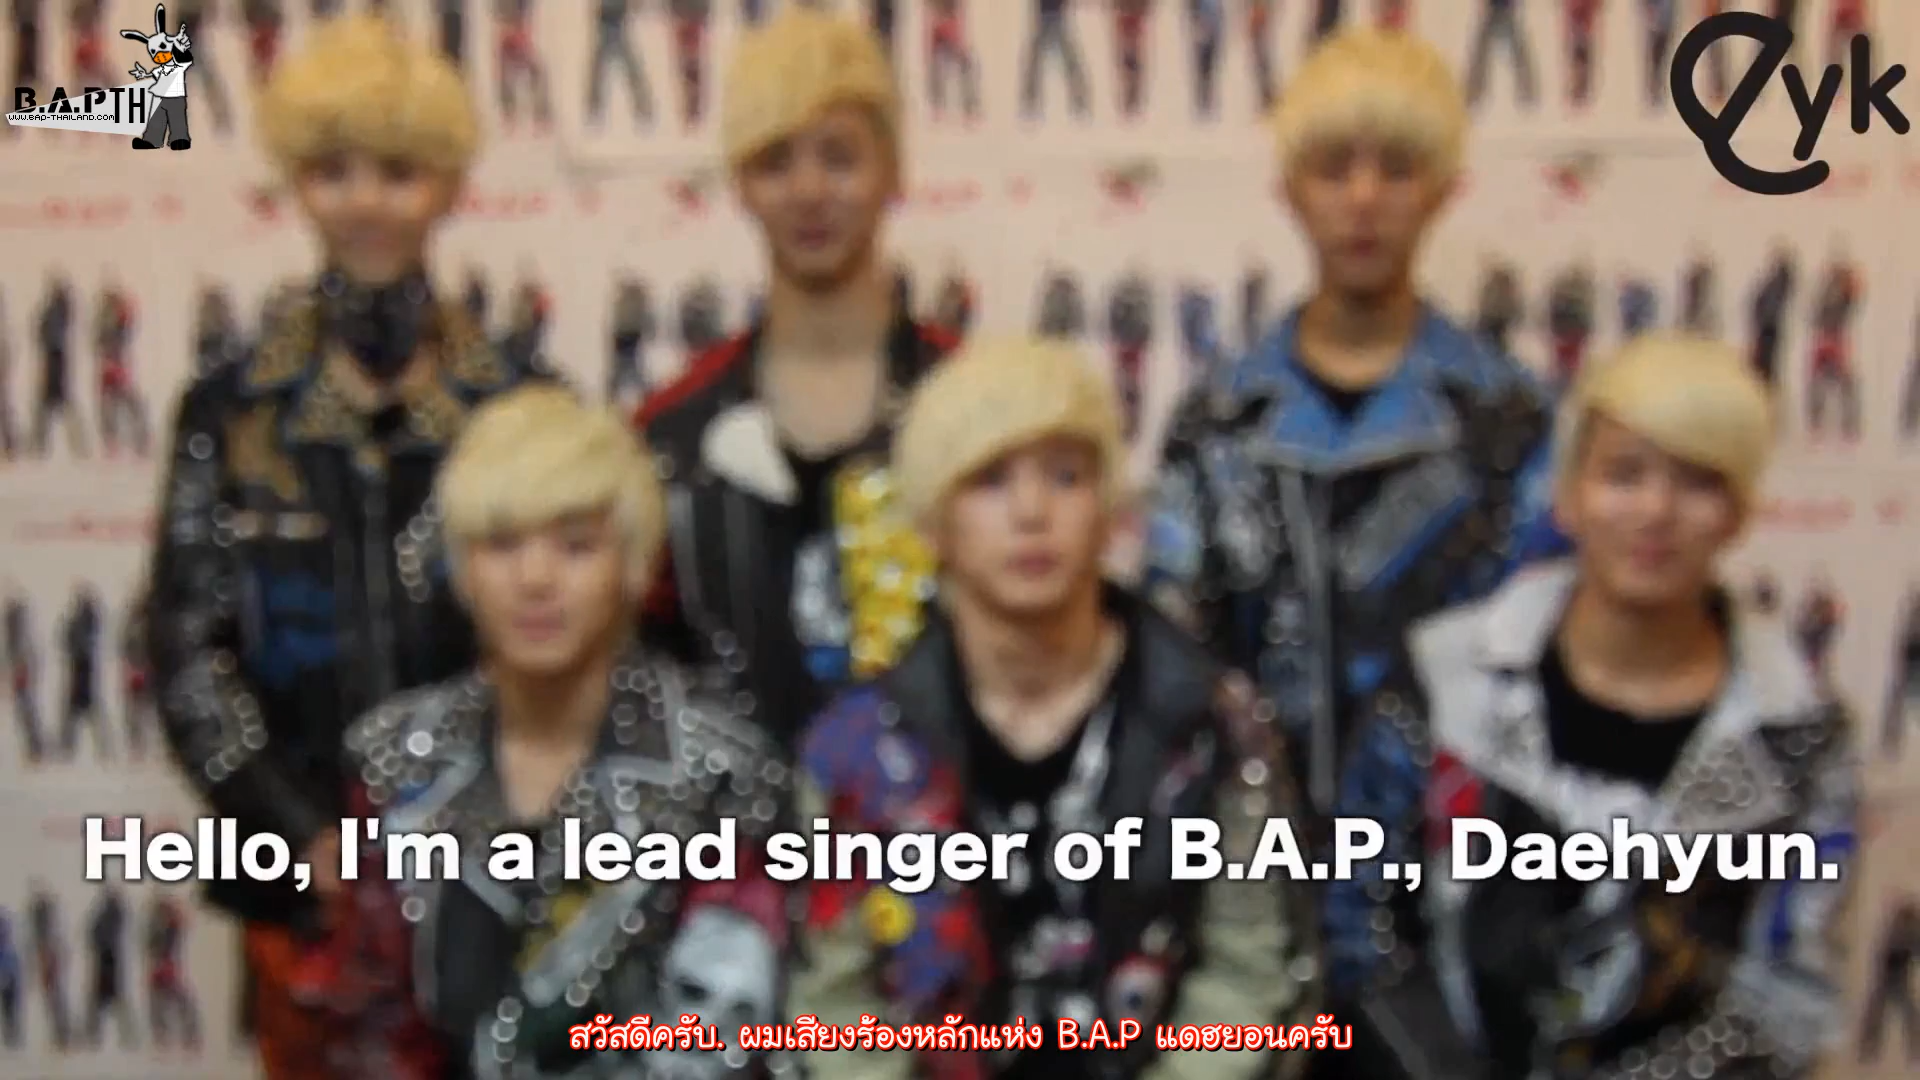 B.A.P TH
www.bap-thailand.com
eyk
Hello, I'm a lead singer of B.A.P., Daehyun.
สวัสดีครับ. ผมเสียงร้องหลักแห่ง B.A.P แดฮยอนครับ